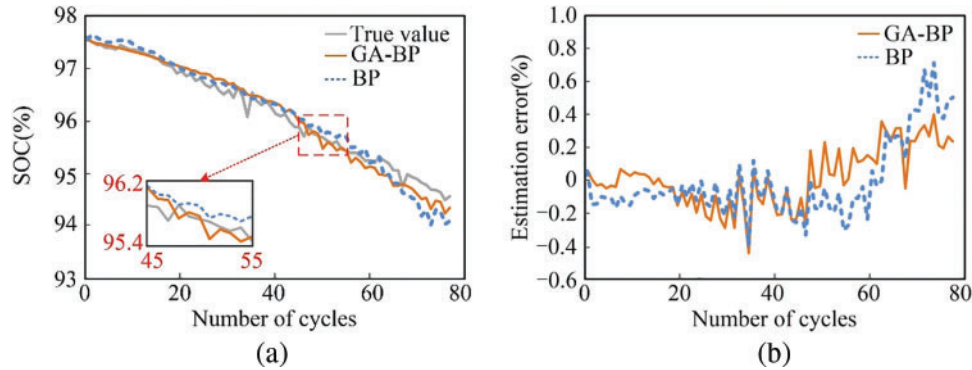 98
97
96
95
94
93
SOC(%)
True value
GA-BP
BP
96.2
95.4
45 55
0 20 40 60 80
Number of cycles
(a)
1.0
0.8
0.6
0.4
0.2
0
−0.2
−0.4
−0.6
Estimation error(%)
GA-BP
BP
0 20 40 60 80
Number of cycles
(b)